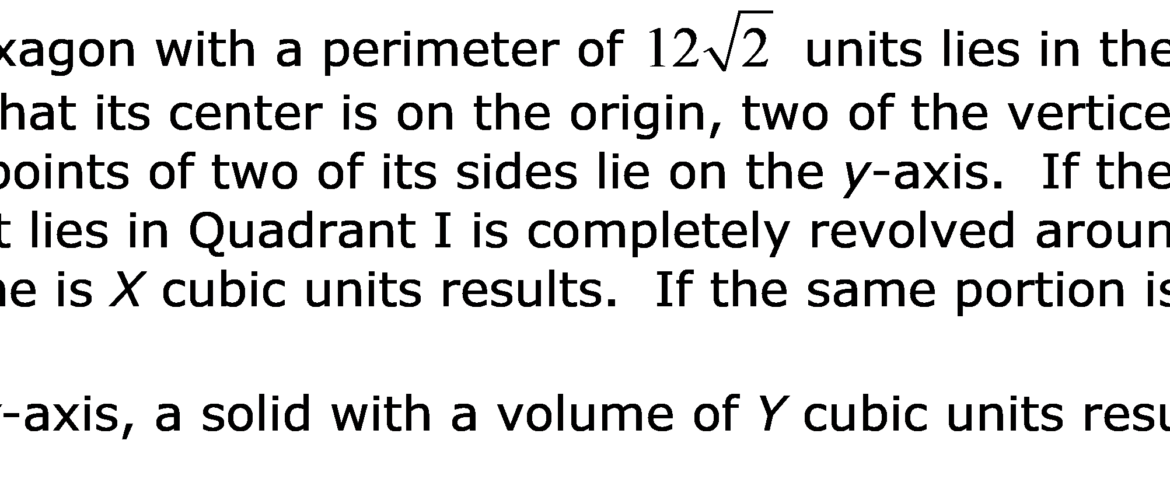 xagon with a perimeter of 12√2 units lies in the
hat its center is on the origin, two of the vertice
points of two of its sides lie on the y-axis. If the
t lies in Quadrant I is completely revolved aroun
e is X cubic units results. If the same portion is
-axis, a solid with a volume of Y cubic units resu